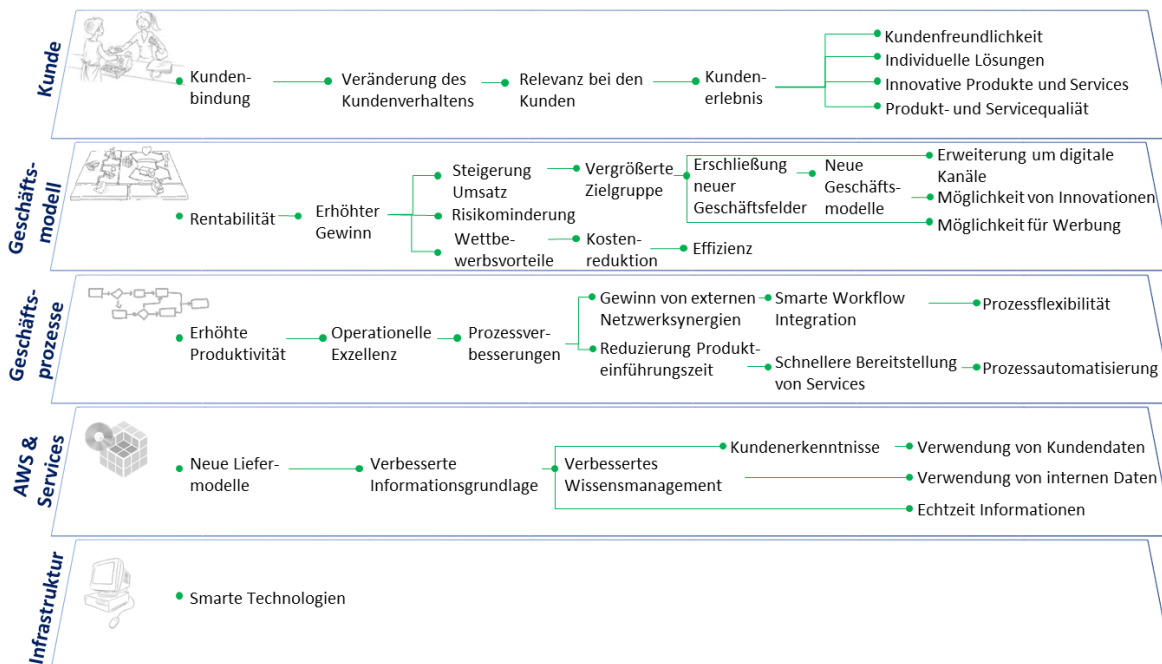 Kunde
Kunden-
bindung
Veränderung des
Kundenverhaltens
Relevanz bei den
Kunden
Kunden-
erlebnis
Kundenfreundlichkeit
Individuelle Lösungen
Innovative Produkte und Services
Produkt- und Servicequaliät
Geschäfts-
modell
Rentabilität
Erhöhter
Gewinn
Steigerung
Umsatz
Risikominderung
Wettbe-
werbsvorteile
Vergrößerte
Zielgruppe
Kosten-
reduktion
Effizienz
Erschließung
neuer
Geschäftsfelder
Neue
Geschäfts-
modelle
Erweiterung um digitale
Kanäle
Möglichkeit von Innovationen
Möglichkeit für Werbung
Geschäfts-
prozesse
Erhöhte
Produktivität
Operationelle
Exzellenz
Prozessver-
besserungen
Gewinn von externen
Netzwerksynergien
Smarte Workflow
Integration
Prozessflexibilität
Reduzierung Produkt-
einführungszeit
Schnellere Bereitstellung
von Services
Prozessautomatisierung
AWS &
Services
Neue Liefer-
modelle
Verbesserte
Informationsgrundlage
Verbessertes
Wissensmanagement
Kundenerkenntnisse
Verwendung von Kundendaten
Verwendung von internen Daten
Echtzeit Informationen
Infrastruktur
Smarte Technologien